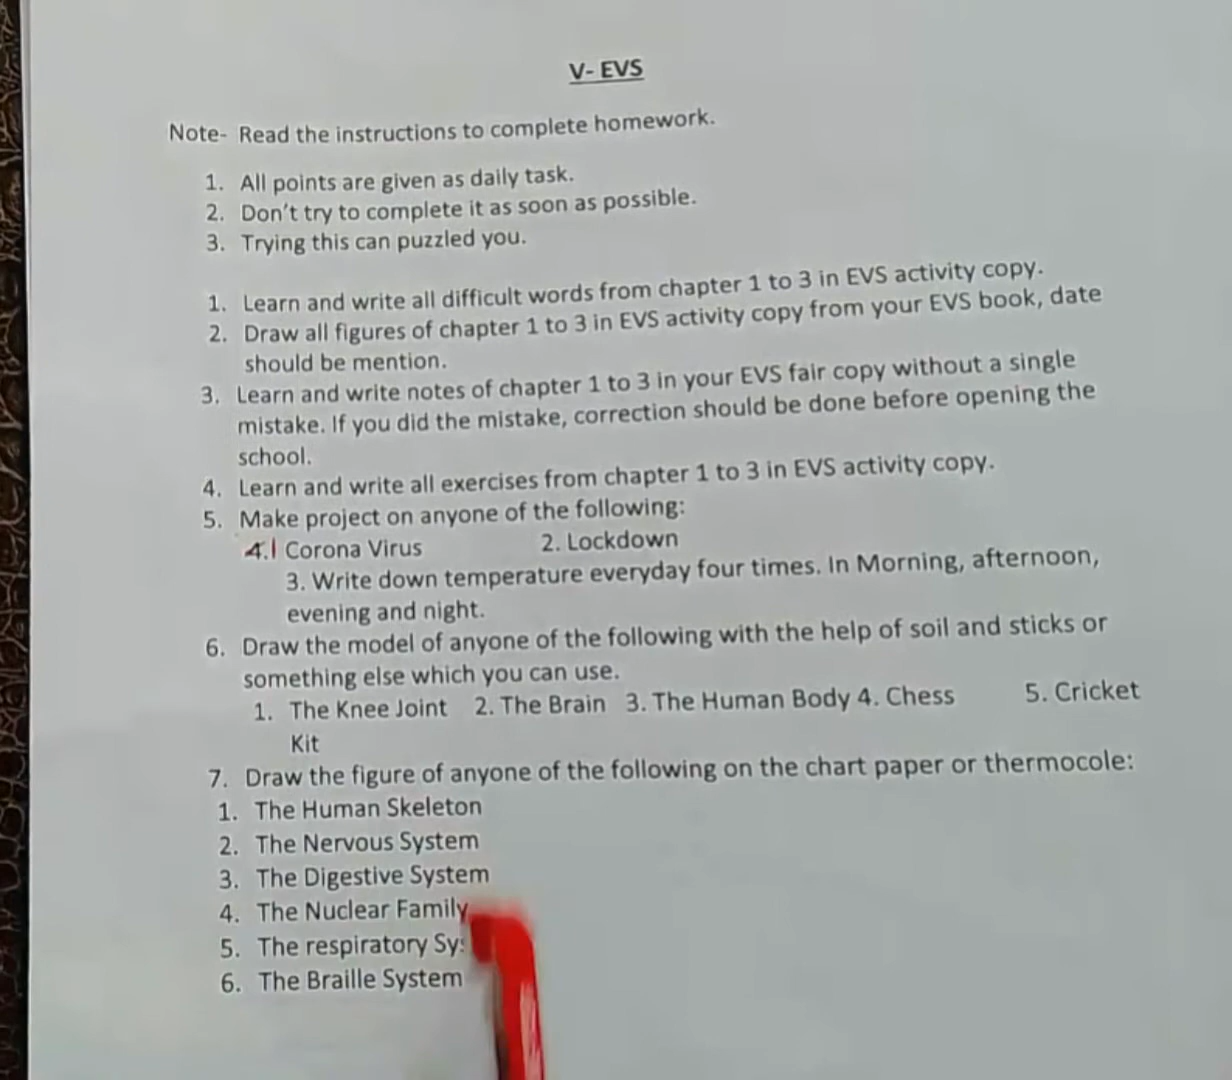 V- EVS
Note- Read the instructions to complete homework.
1. All points are given as daily task.
2. Don't try to complete it as soon as possible.
3. Trying this can puzzled you.
1. Learn and write all difficult words from chapter 1 to 3 in EVS activity copy.
2. Draw all figures of chapter 1 to 3 in EVS activity copy from your EVS book, date
should be mention.
3. Learn and write notes of chapter 1 to 3 in your EVS fair copy without a single
mistake. If you did the mistake, correction should be done before opening the
school.
4. Learn and write all exercises from chapter 1 to 3 in EVS activity copy.
5. Make project on anyone of the following:
4.1 Corona Virus 2. Lockdown
3. Write down temperature everyday four times. In Morning, afternoon,
evening and night.
6. Draw the model of anyone of the following with the help of soil and sticks or
something else which you can use.
1. The Knee Joint 2. The Brain 3. The Human Body 4. Chess 5. Cricket
Kit
7. Draw the figure of anyone of the following on the chart paper or thermocole:
1. The Human Skeleton
2. The Nervous System
3. The Digestive System
4. The Nuclear Family
5. The respiratory
6. The Braille System